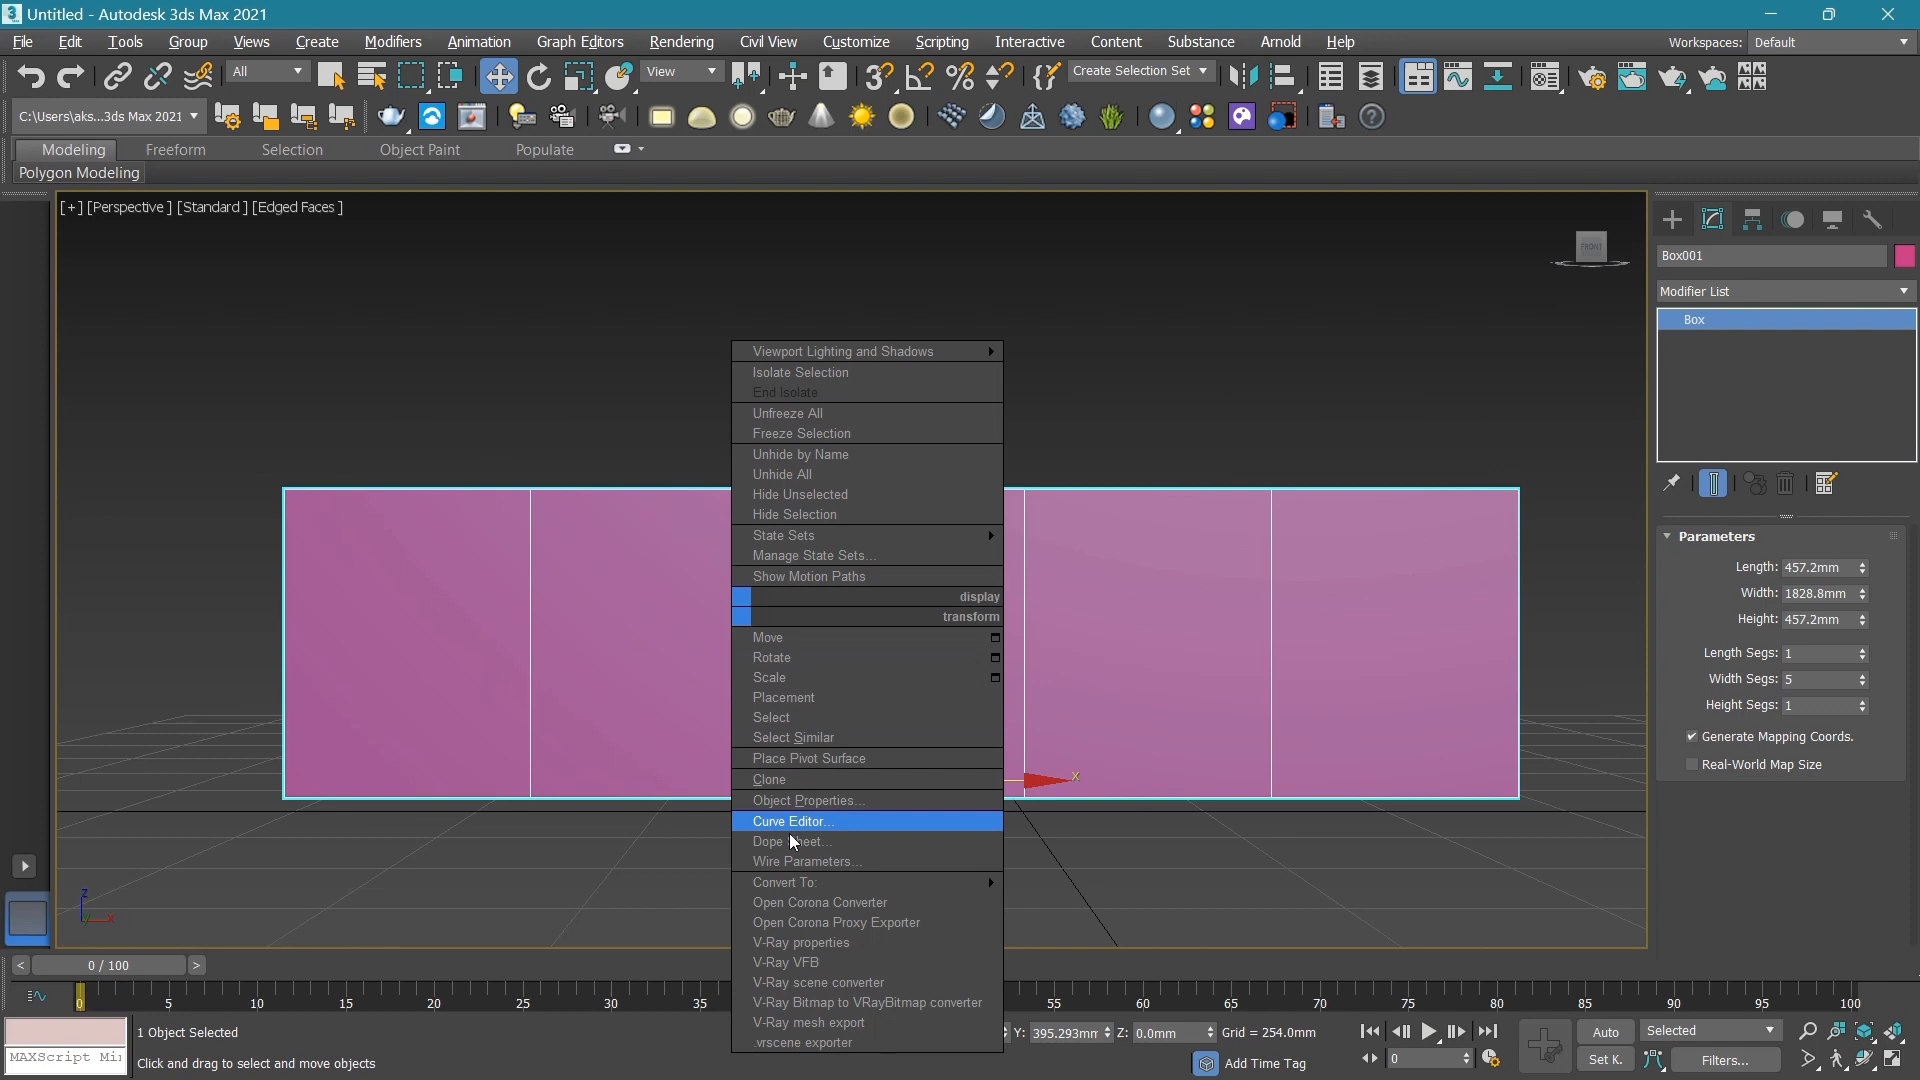 Untitled - Autodesk 3ds Max 2021
File Edit Tools Group Views Create Modifiers Animation Graph Editors Rendering Civil View Customize Scripting Interactive Content Substance Arnold Help Workspaces: Default
All View Create Selection Set
C:\Users\aks...3ds Max 2021
Modeling Freeform Selection Object Paint Populate
Polygon Modeling
[+] [Perspective ] [Standard ] [Edged Faces ]
FRONT
Box001
Modifier List
Box
Viewport Lighting and Shadows
Isolate Selection
End Isolate
Unfreeze All
Freeze Selection
Unhide by Name
Unhide All
Hide Unselected
Hide Selection
State Sets
Manage State Sets...
Show Motion Paths
display
transform
Move
Rotate
Scale
Placement
Select
Select Similar
Place Pivot Surface
Clone
Object Properties...
Curve Editor...
Dope Sheet...
Wire Parameters...
Convert To:
Open Corona Converter
Open Corona Proxy Exporter
V-Ray properties
V-Ray VFB
V-Ray scene converter
V-Ray Bitmap to VRayBitmap converter
V-Ray mesh export
.vrscene exporter
x
z
Parameters
Length: 457.2mm
Width: 1828.8mm
Height: 457.2mm
Length Segs: 1
Width Segs: 5
Height Segs: 1
Generate Mapping Coords.
Real-World Map Size
< 0 / 100 >
0 5 10 15 20 25 30 35 55 60 65 70 75 80 85 90 95 100
1 Object Selected
Y: 395.293mm Z: 0.0mm Grid = 254.0mm
Auto Selected
MAXScript Mi
Click and drag to select and move objects
Add Time Tag
0
Set K. Filters...